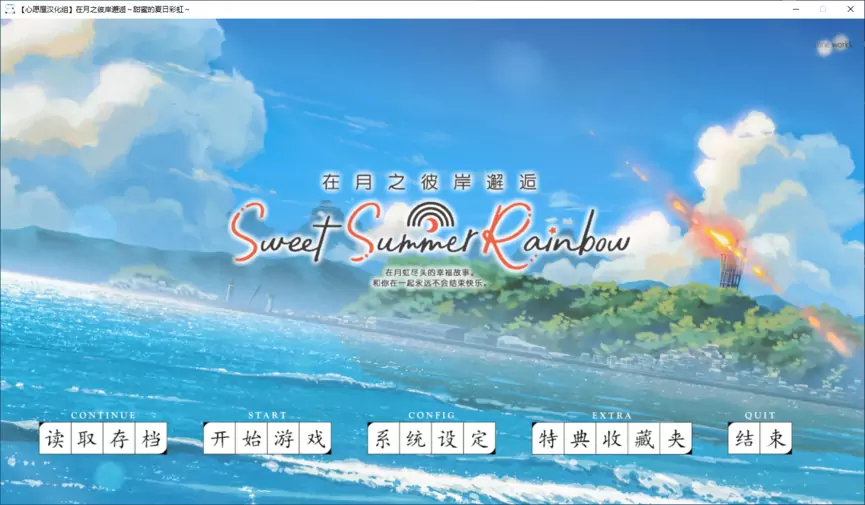 【心愿屋汉化组】在月之彼岸邂逅~甜蜜的夏日彩虹~
在月之彼岸邂逅
Sweet Summer Rainbow
在月虹尽头的幸福故事。
和你在一起永远不会结束快乐。
CONTINUE
读取存档
START
开始游戏
CONFIG
系统设定
EXTRA
特典收藏夹
QUIT
结束